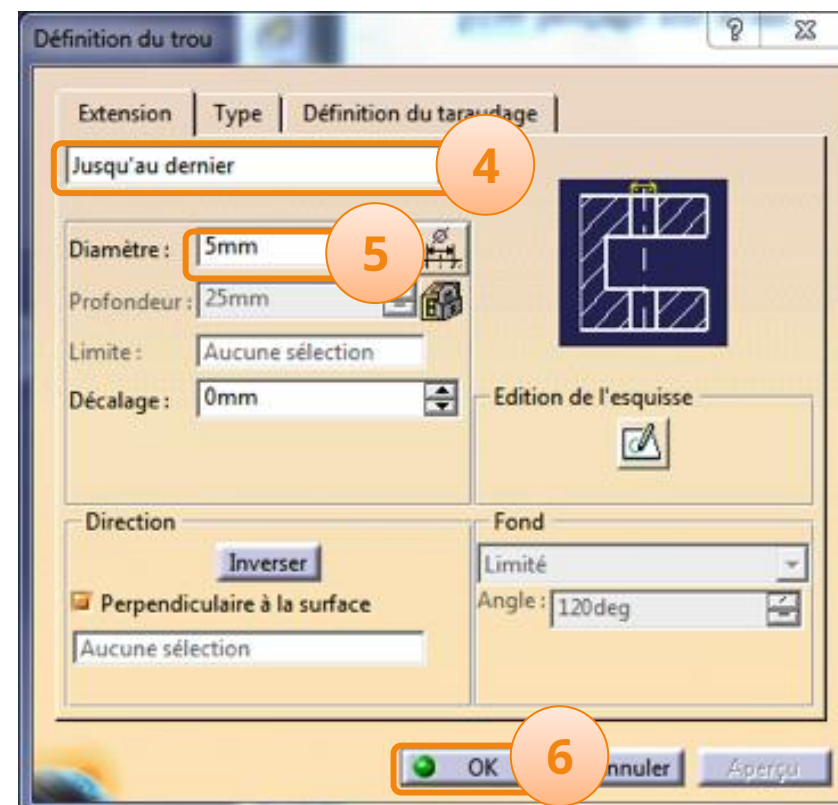 Définition du trou
Extension Type Définition du taraudage
Jusqu'au dernier 4
Diamètre : 5mm 5
Profondeur : 25mm
Limite : Aucune sélection
Décalage : 0mm
Edition de l'esquisse
Direction
Inverser
Perpendiculaire à la surface
Aucune sélection
Fond
Limité
Angle : 120deg
OK 6 nnuler Aperçu